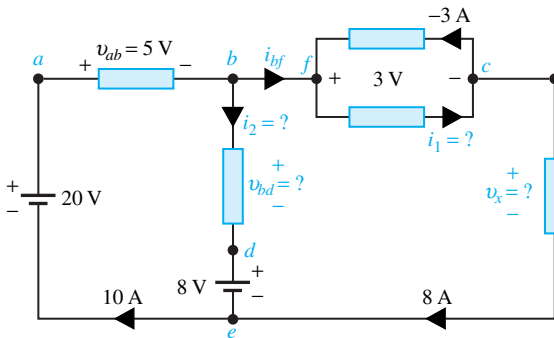 −3 A
a
+ υab = 5 V −
b
ibf
f
+ 3 V −
c
i2 = ?
i1 = ?
+
υbd = ?
−
+
υx = ?
−
+
20 V
−
d
8 V
+
−
10 A
8 A
e